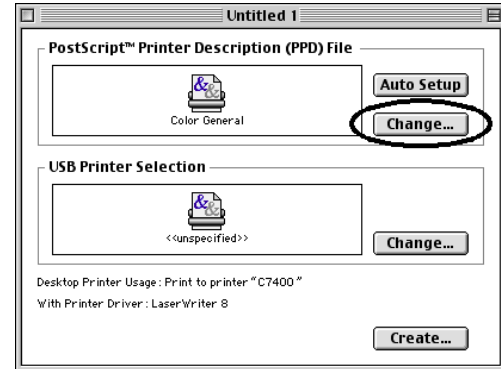 Untitled 1
PostScript™ Printer Description (PPD) File
Color General
Auto Setup
Change...
USB Printer Selection
<<unspecified>>
Change...
Desktop Printer Usage: Print to printer "C7400"
With Printer Driver: LaserWriter 8
Create...